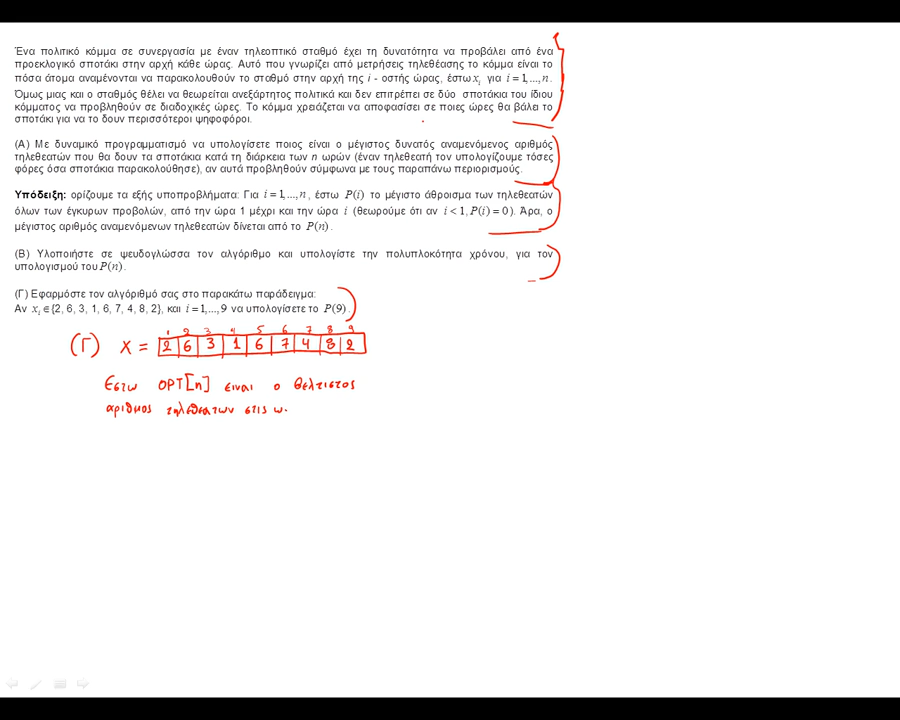 Ένα πολιτικό κόμμα σε συνεργασία με έναν τηλεοπτικό σταθμό έχει τη δυνατότητα να προβάλει από ένα
προεκλογικό σποτάκι στην αρχή κάθε ώρας. Αυτό που γνωρίζει από μετρήσεις τηλεθέασης το κόμμα είναι το
πόσα άτομα αναμένονται να παρακολουθούν το σταθμό στην αρχή της i - οστής ώρας, έστω x_i για i = 1,...,n.
Όμως μιας και ο σταθμός θέλει να θεωρείται ανεξάρτητος πολιτικά και δεν επιτρέπει σε δύο σποτάκια του ίδιου
κόμματος να προβληθούν σε διαδοχικές ώρες. Το κόμμα χρειάζεται να αποφασίσει σε ποιες ώρες θα βάλει το
σποτάκι για να το δουν περισσότεροι ψηφοφόροι.
(Α) Με δυναμικό προγραμματισμό να υπολογίσετε ποιος είναι ο μέγιστος δυνατός αναμενόμενος αριθμός
τηλεθεατών που θα δουν τα σποτάκια κατά τη διάρκεια των n ωρών (έναν τηλεθεατή τον υπολογίζουμε τόσες
φόρες όσα σποτάκια παρακολούθησε), αν αυτά προβληθούν σύμφωνα με τους παραπάνω περιορισμούς.
Υπόδειξη: ορίζουμε τα εξής υποπροβλήματα: Για i = 1,...,n, έστω P(i) το μέγιστο άθροισμα των τηλεθεατών
όλων των έγκυρων προβολών, από την ώρα 1 μέχρι και την ώρα i (θεωρούμε ότι αν i < 1, P(i) = 0). Άρα, ο
μέγιστος αριθμός αναμενόμενων τηλεθεατών δίνεται από το P(n).
(Β) Υλοποιήστε σε ψευδογλώσσα τον αλγόριθμο και υπολογίστε την πολυπλοκότητα χρόνου, για τον
υπολογισμού του P(n).
(Γ) Εφαρμόστε τον αλγόριθμό σας στο παρακάτω παράδειγμα:
Αν x_i ∈ {2, 6, 3, 1, 6, 7, 4, 8, 2}, και i = 1,...,9 να υπολογίσετε το P(9).
1 2 3 4 5 6 7 8 9
(Γ) X = 2 6 3 1 6 7 4 8 2
Έστω OPT[n] ειναι ο βελτιστος
αριθμος τηλεθεατων στις ω.